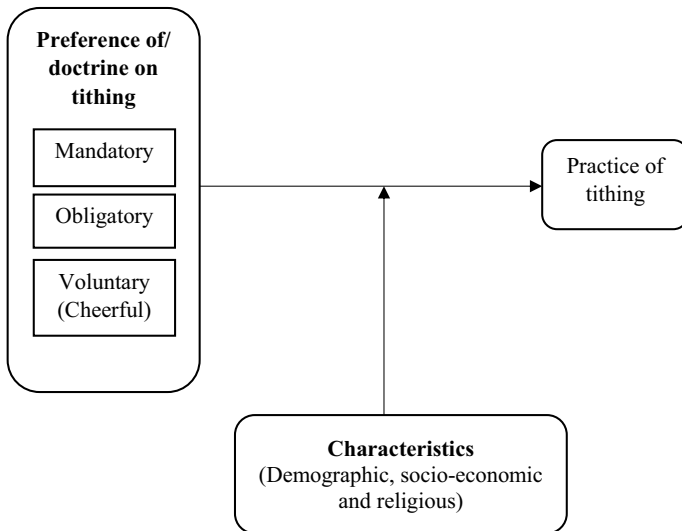 Preference of/
doctrine on
tithing
Mandatory
Obligatory
Voluntary
(Cheerful)
Practice of
tithing
Characteristics
(Demographic, socio-economic
and religious)